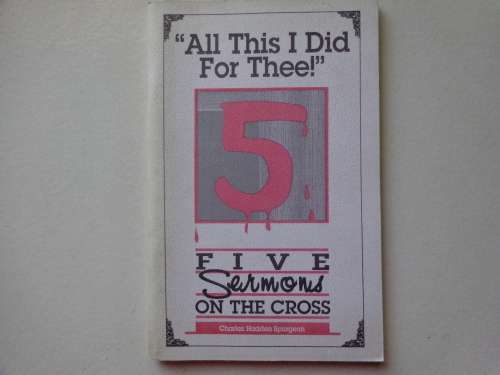 “All This I Did
For Thee!”
5
FIVE
Sermons
ON THE CROSS
Charles Haddon Spurgeon